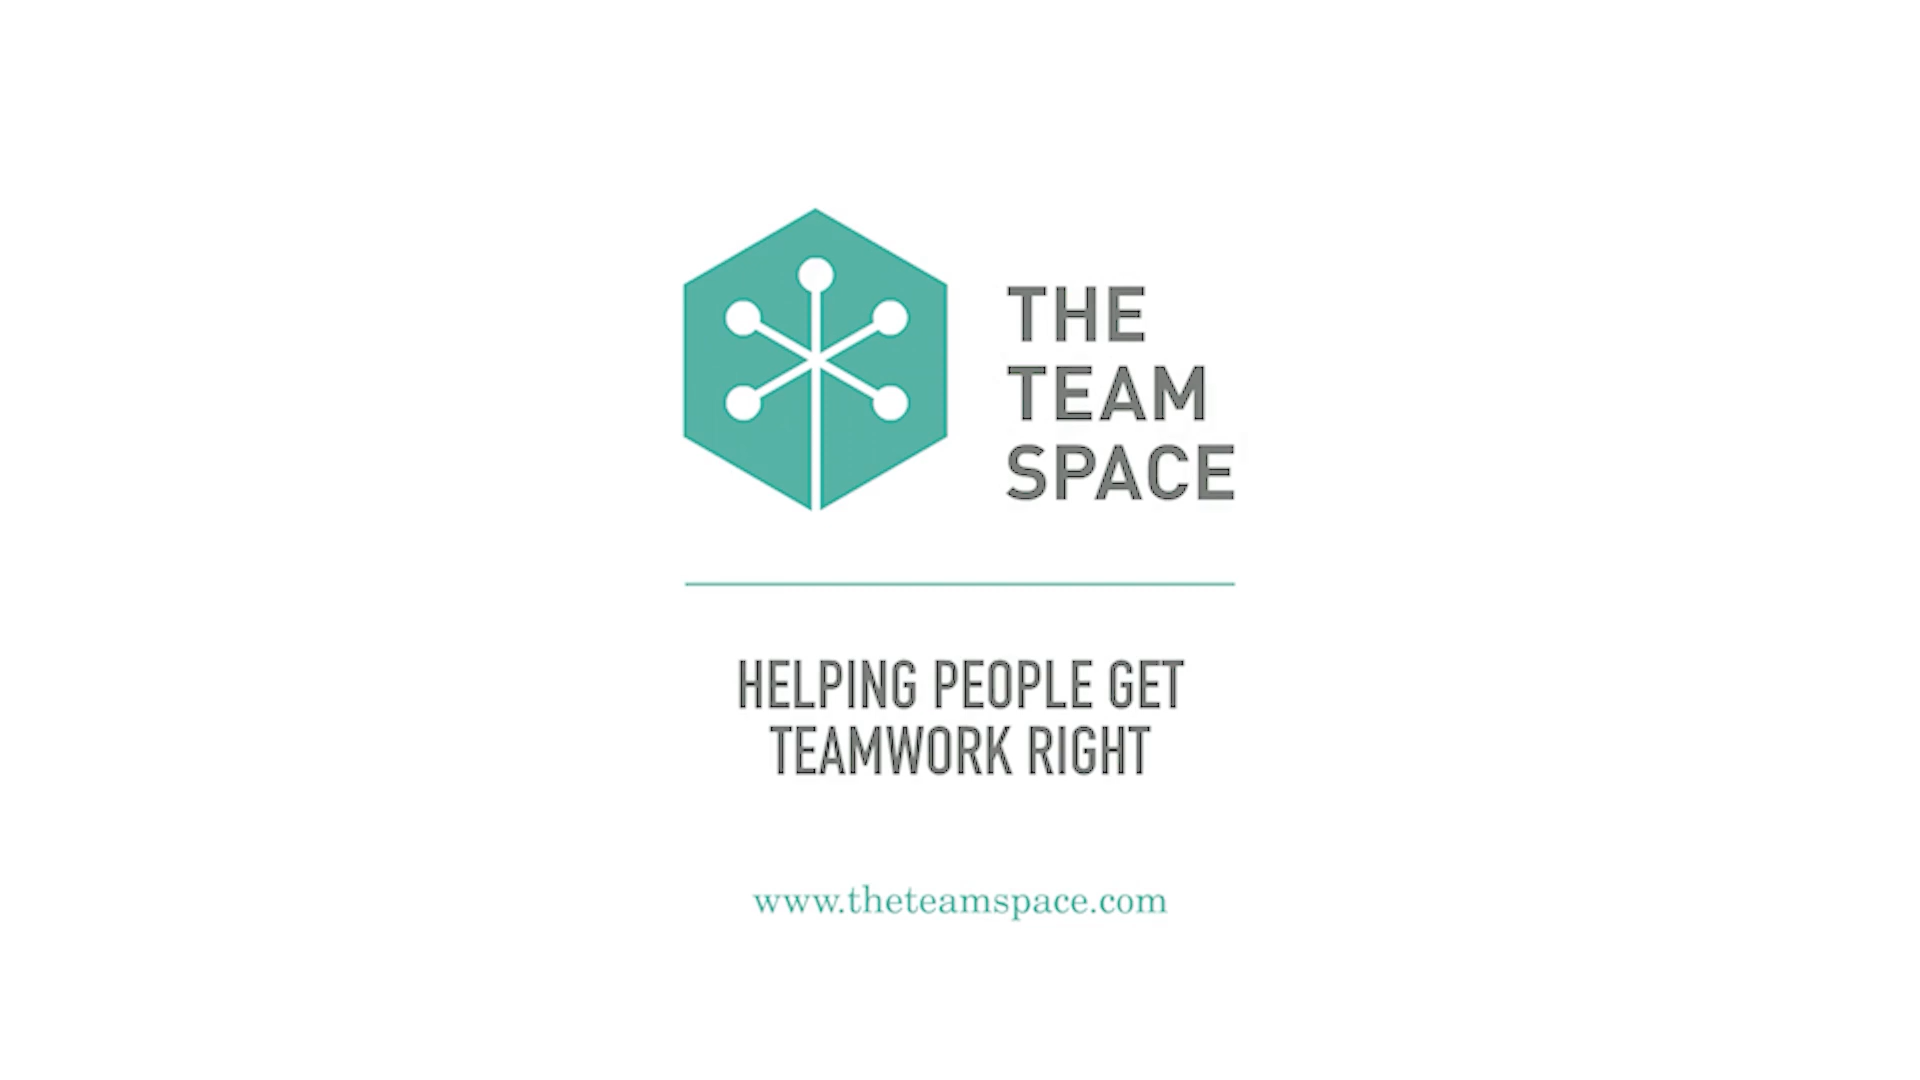 THE
TEAM
SPACE
HELPING PEOPLE GET
TEAMWORK RIGHT
www.theteamspace.com